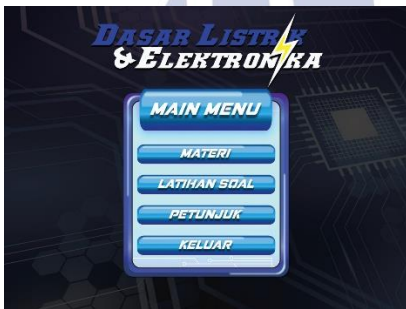 DASAR LISTRIK
& ELEKTRONIKA
MAIN MENU
MATERI
LATIHAN SOAL
PETUNJUK
KELUAR